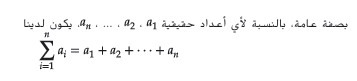 بصفة عامة، بالنسبة لأي أعداد حقيقية a₁ ، a₂ ، … ، aₙ، يكون لدينا
∑ᵢ₌₁ⁿ aᵢ = a₁ + a₂ + ⋯ + aₙ